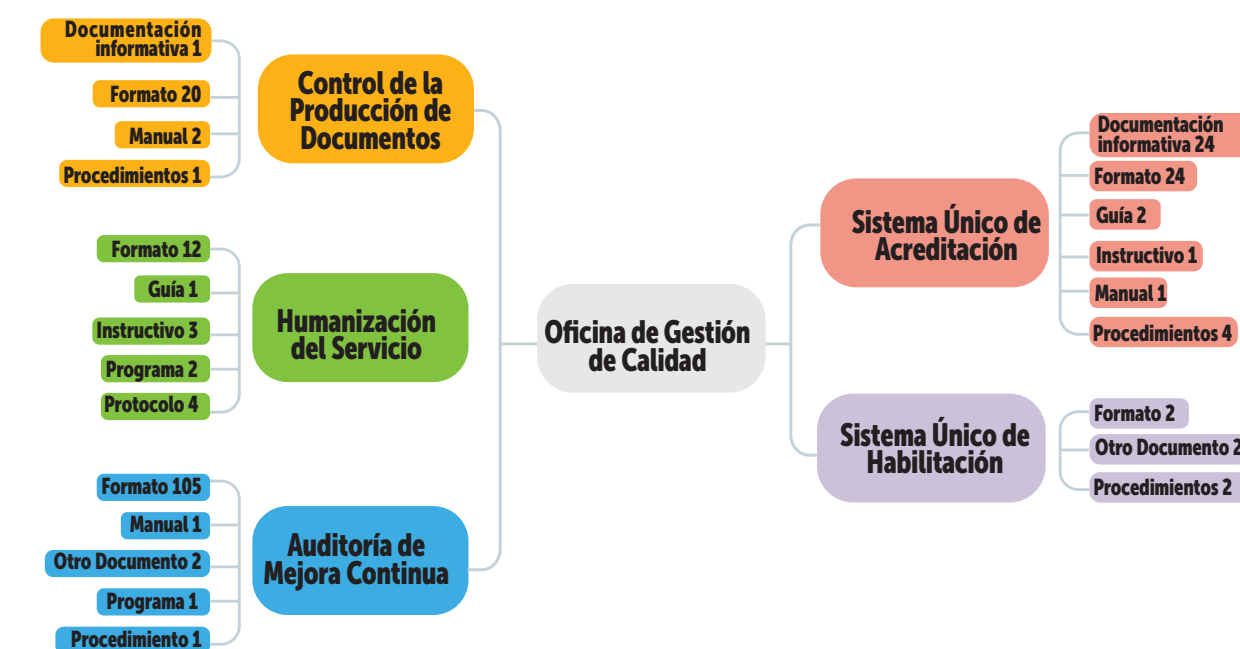 Documentación
informativa 1
Formato 20
Manual 2
Procedimientos 1
Control de la
Producción de
Documentos
Formato 12
Guía 1
Instructivo 3
Programa 2
Protocolo 4
Humanización
del Servicio
Formato 105
Manual 1
Otro Documento 2
Programa 1
Procedimiento 1
Auditoría de
Mejora Continua
Oficina de Gestión
de Calidad
Sistema Único de
Acreditación
Documentación
informativa 24
Formato 24
Guía 2
Instructivo 1
Manual 1
Procedimientos 4
Sistema Único de
Habilitación
Formato 2
Otro Documento 2
Procedimientos 2